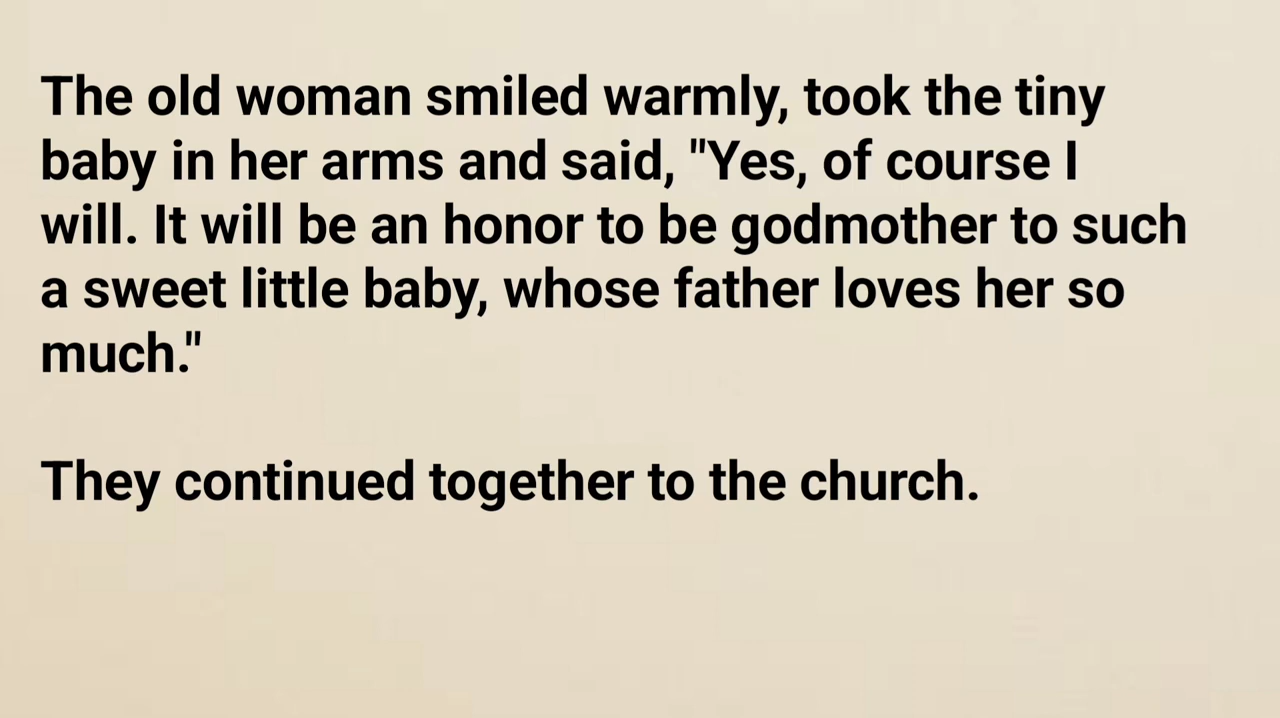 The old woman smiled warmly, took the tiny
baby in her arms and said, "Yes, of course I
will. It will be an honor to be godmother to such
a sweet little baby, whose father loves her so
much."
They continued together to the church.